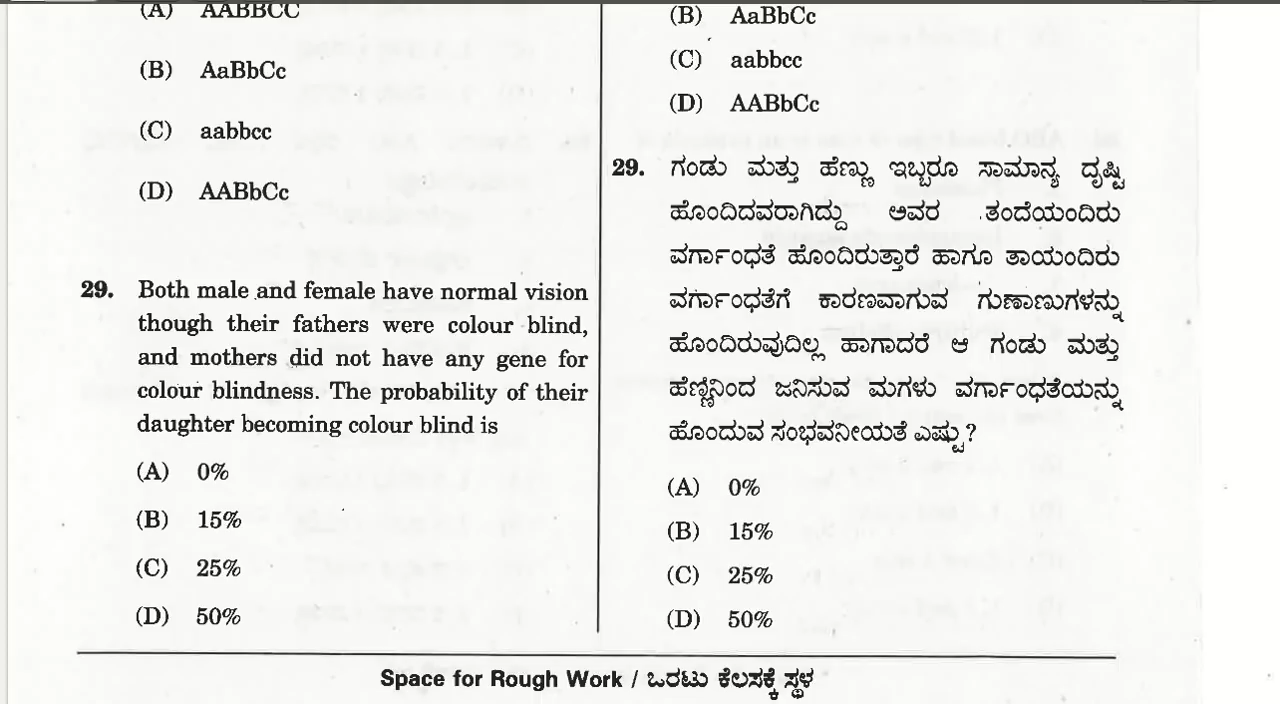 (A) AABBCC
(B) AaBbCc
(C) aabbcc
(D) AABbCc
29. Both male and female have normal vision
though their fathers were colour blind,
and mothers did not have any gene for
colour blindness. The probability of their
daughter becoming colour blind is
(A) 0%
(B) 15%
(C) 25%
(D) 50%
(B) AaBbCc
(C) aabbcc
(D) AABbCc
29. ಗಂಡು ಮತ್ತು ಹೆಣ್ಣು ಇಬ್ಬರೂ ಸಾಮಾನ್ಯ ದೃಷ್ಟಿ
ಹೊಂದಿದವರಾಗಿದ್ದು ಅವರ ತಂದೆಯಂದಿರು
ವರ್ಗಾಂಧತೆ ಹೊಂದಿರುತ್ತಾರೆ ಹಾಗೂ ತಾಯಂದಿರು
ವರ್ಗಾಂಧತೆಗೆ ಕಾರಣವಾಗುವ ಗುಣಾಣುಗಳನ್ನು
ಹೊಂದಿರುವುದಿಲ್ಲ ಹಾಗಾದರೆ ಆ ಗಂಡು ಮತ್ತು
ಹೆಣ್ಣಿನಿಂದ ಜನಿಸುವ ಮಗಳು ವರ್ಗಾಂಧತೆಯನ್ನು
ಹೊಂದುವ ಸಂಭವನೀಯತೆ ಎಷ್ಟು?
(A) 0%
(B) 15%
(C) 25%
(D) 50%
Space for Rough Work / ಒರಟು ಕೆಲಸಕ್ಕೆ ಸ್ಥಳ